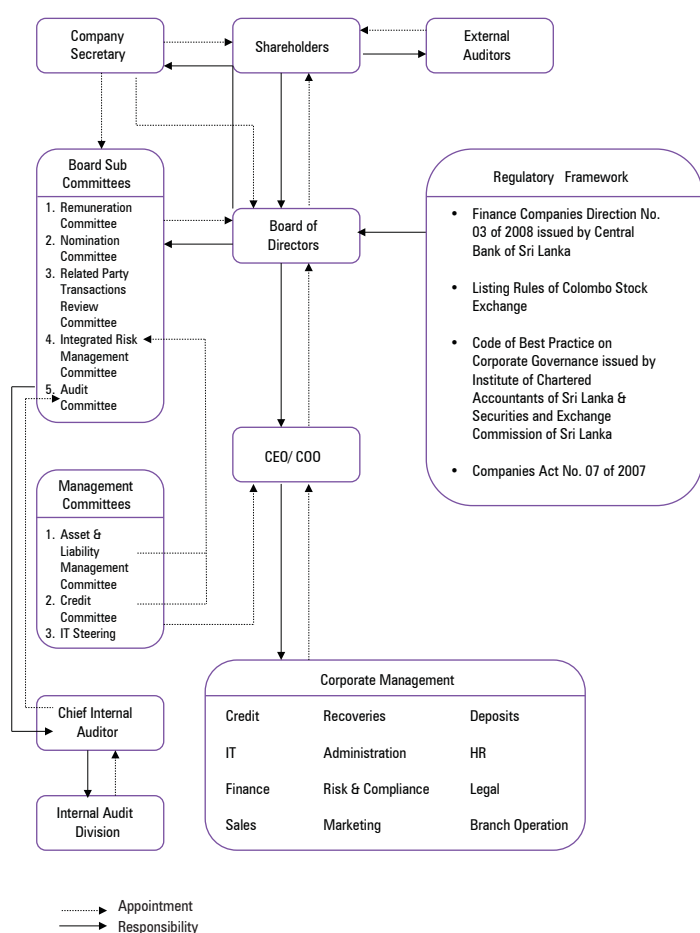 Company
Secretary
Shareholders
External
Auditors
Board Sub
Committees
1. Remuneration
Committee
2. Nomination
Committee
3. Related Party
Transactions
Review
Committee
4. Integrated Risk
Management
Committee
5. Audit
Committee
Board of
Directors
Regulatory Framework
• Finance Companies Direction No.
03 of 2008 issued by Central
Bank of Sri Lanka
• Listing Rules of Colombo Stock
Exchange
• Code of Best Practice on
Corporate Governance issued by
Institute of Chartered
Accountants of Sri Lanka &
Securities and Exchange
Commission of Sri Lanka
• Companies Act No. 07 of 2007
CEO/ COO
Management
Committees
1. Asset &
Liability
Management
Committee
2. Credit
Committee
3. IT Steering
Corporate Management
Credit Recoveries Deposits
IT Administration HR
Finance Risk & Compliance Legal
Sales Marketing Branch Operation
Chief Internal
Auditor
Internal Audit
Division
Appointment
Responsibility